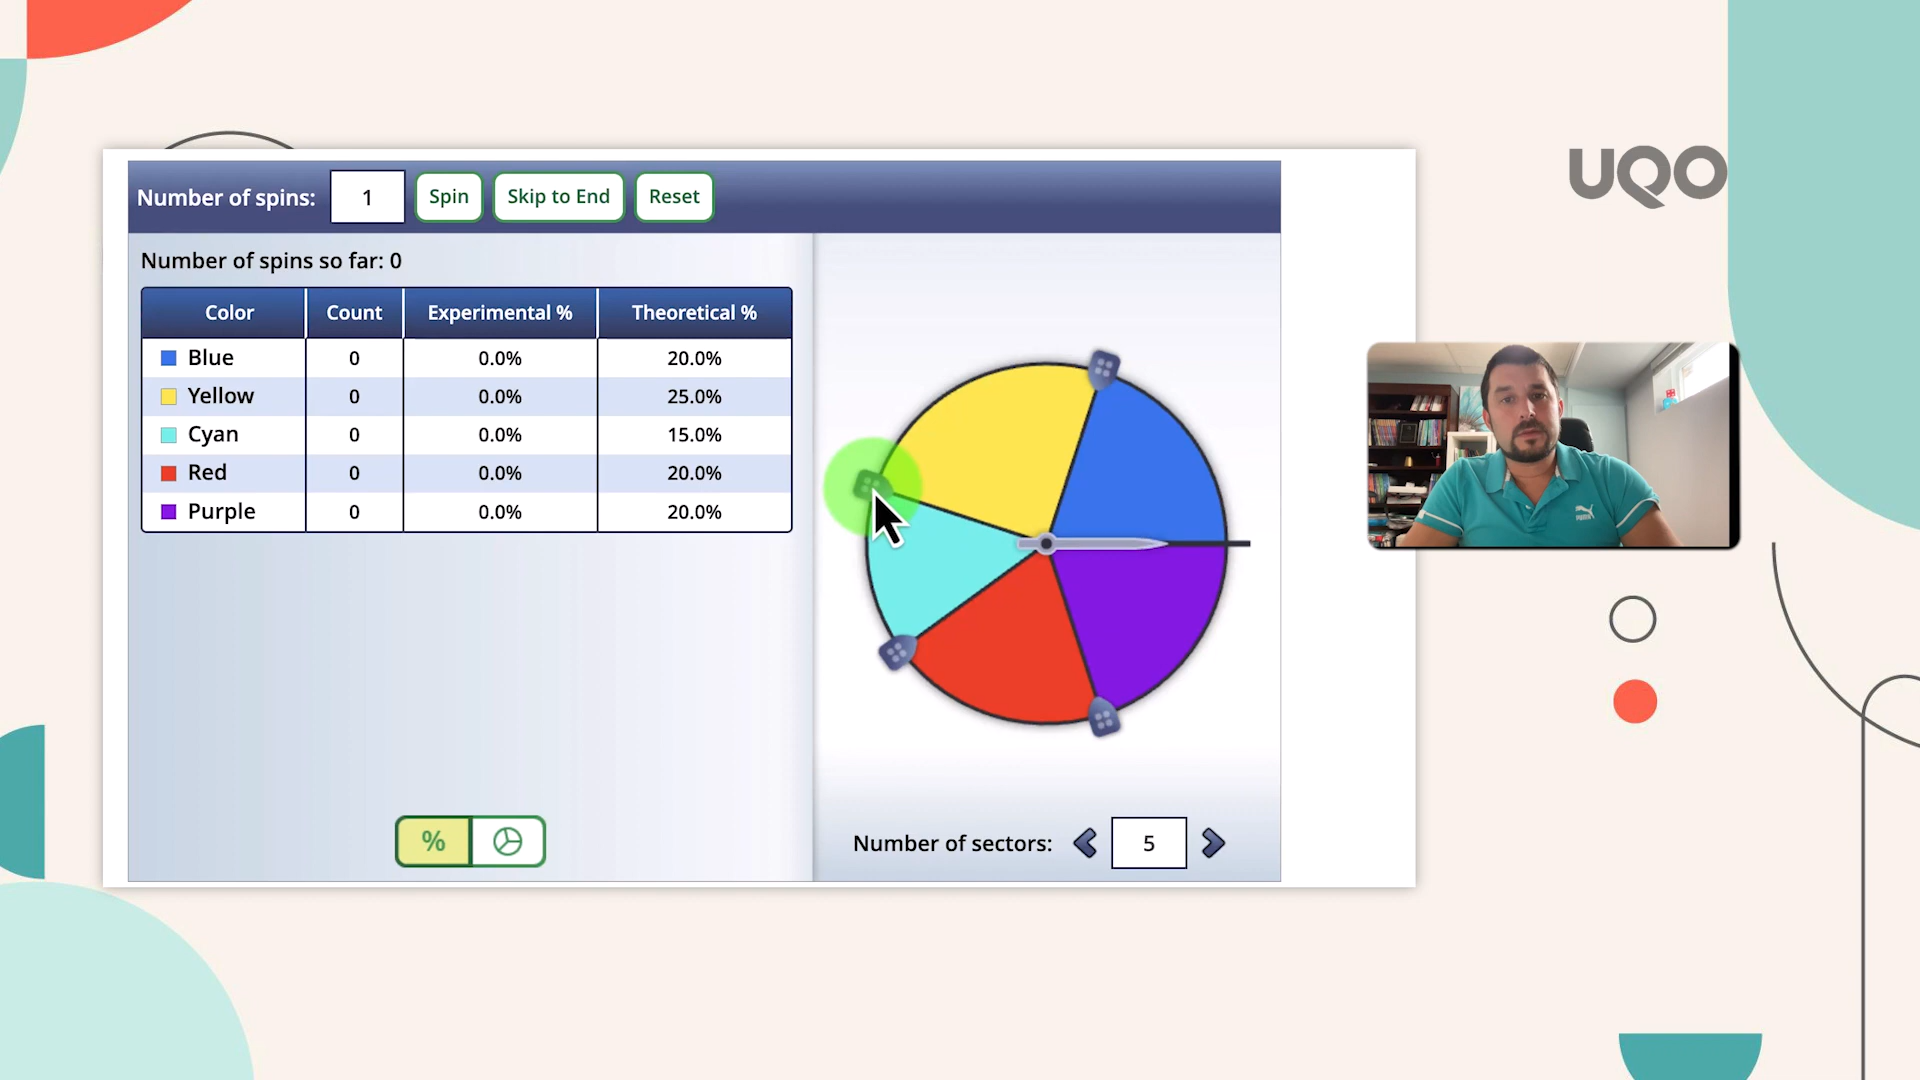 UQO
Number of spins: 1 Spin Skip to End Reset
Number of spins so far: 0
Color Count Experimental % Theoretical %
Blue 0 0.0% 20.0%
Yellow 0 0.0% 25.0%
Cyan 0 0.0% 15.0%
Red 0 0.0% 20.0%
Purple 0 0.0% 20.0%
%
Number of sectors: 5